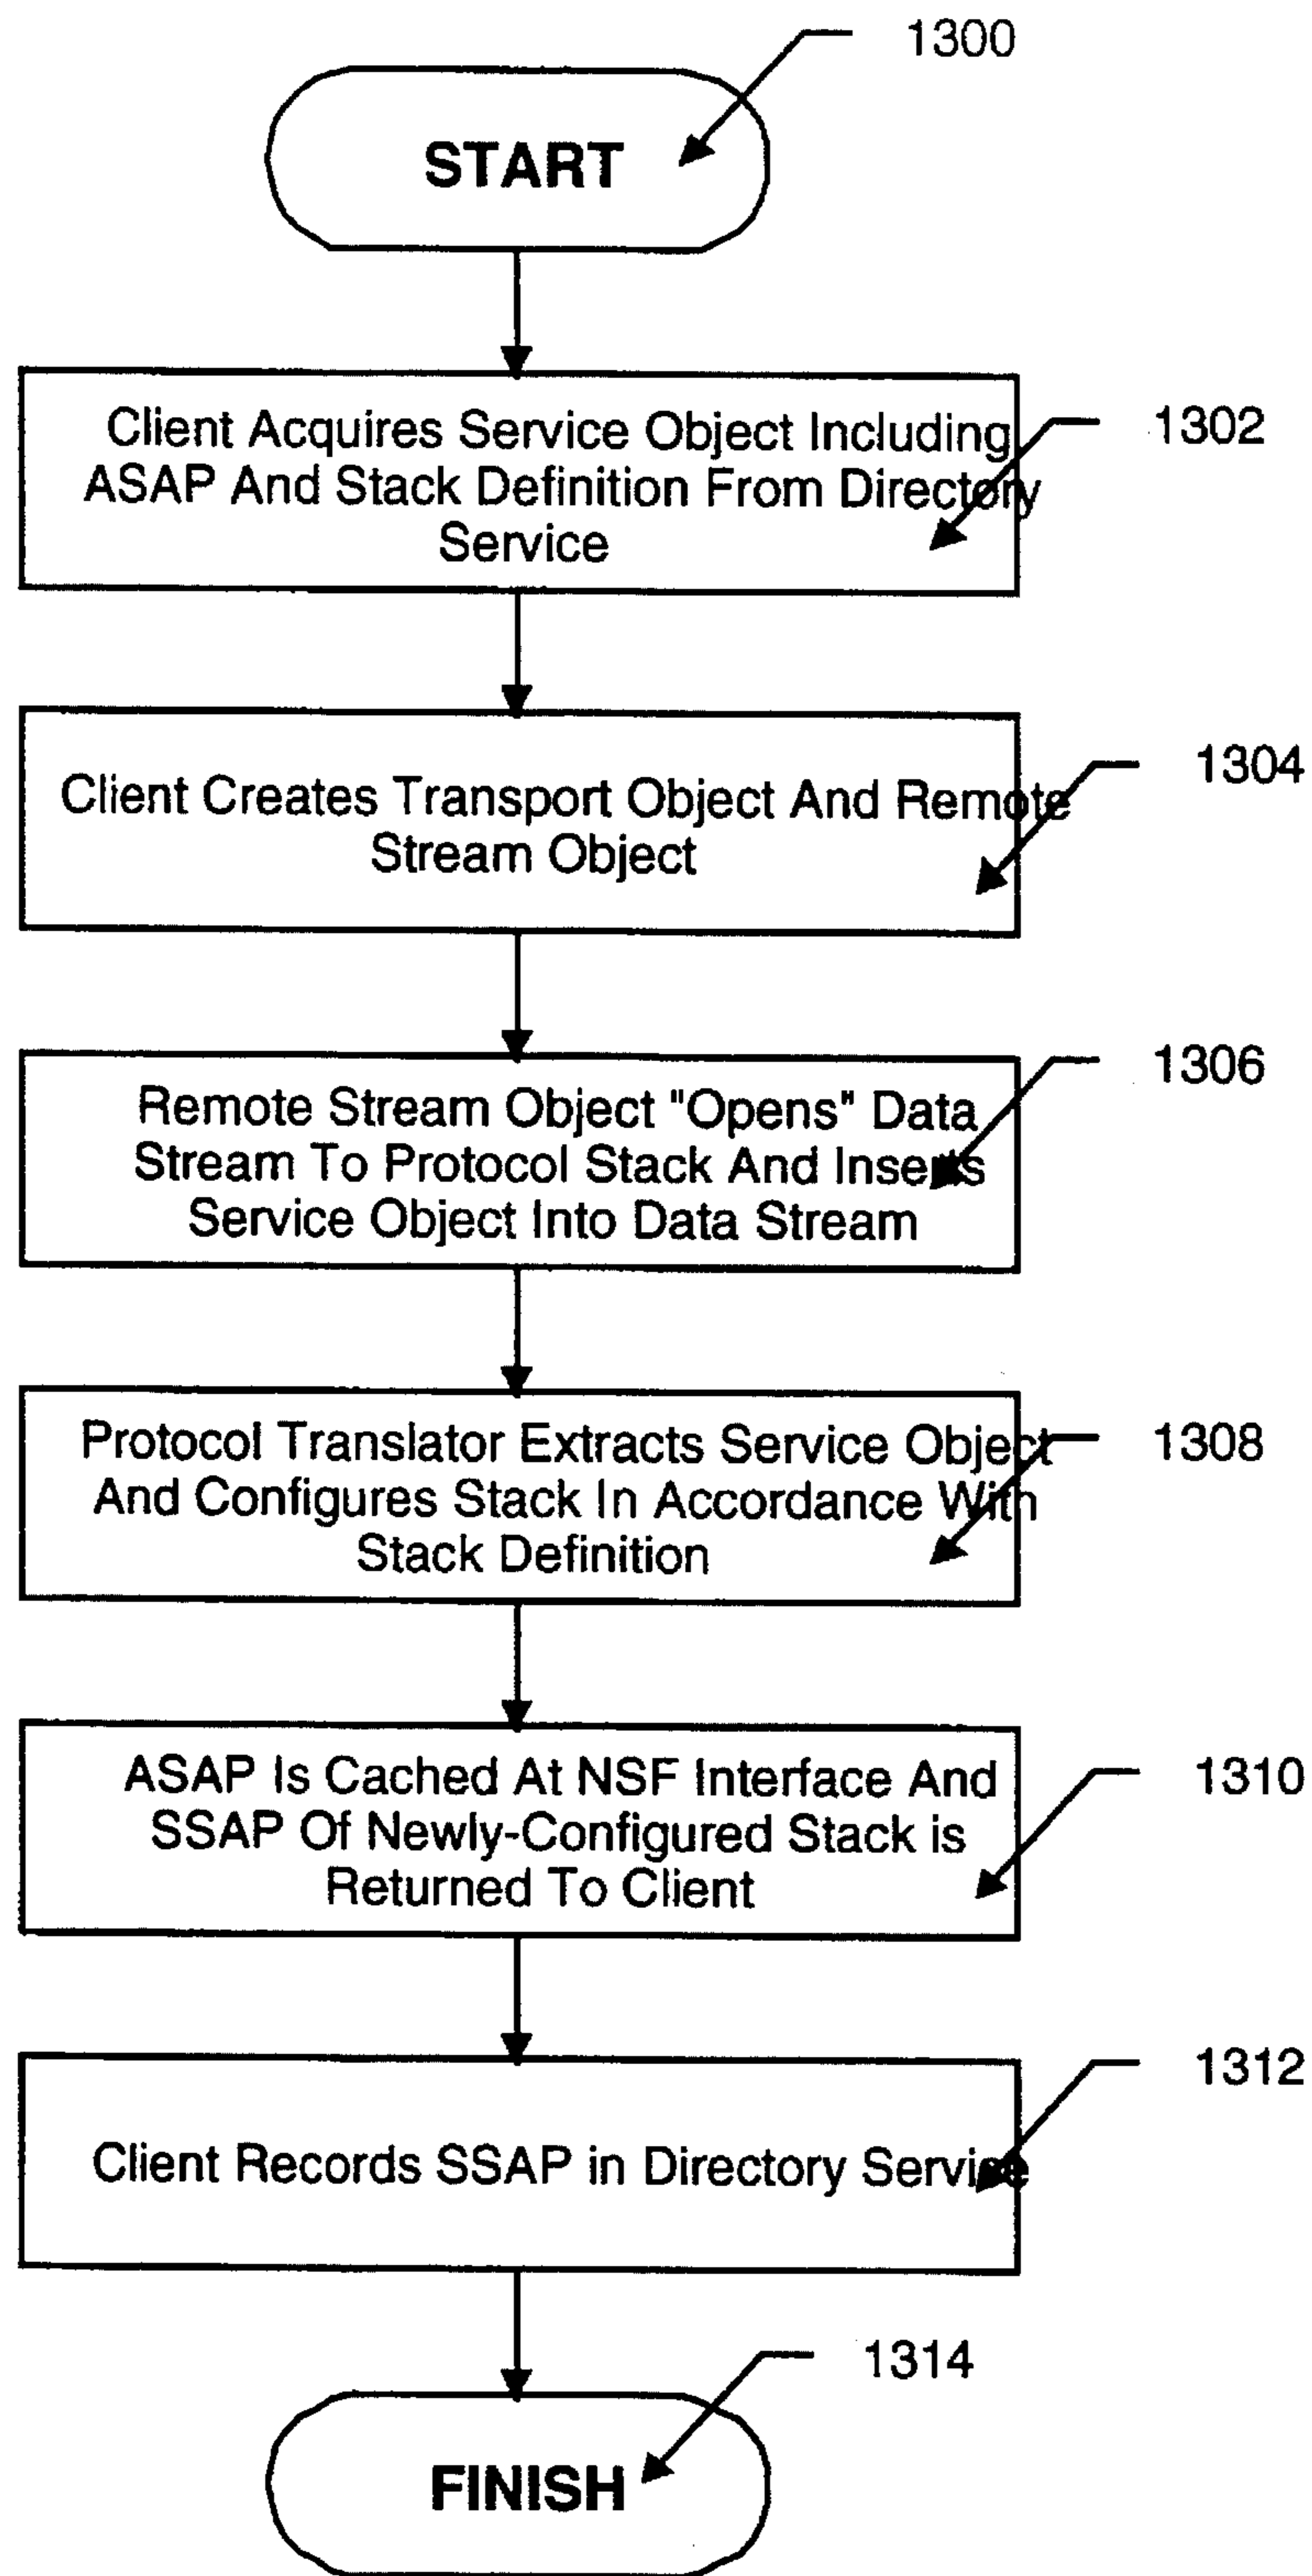 1300
START
Client Acquires Service Object Including
ASAP And Stack Definition From Directory
Service
1302
Client Creates Transport Object And Remote
Stream Object
1304
Remote Stream Object "Opens" Data
Stream To Protocol Stack And Inserts
Service Object Into Data Stream
1306
Protocol Translator Extracts Service Object
And Configures Stack In Accordance With
Stack Definition
1308
ASAP Is Cached At NSF Interface And
SSAP Of Newly-Configured Stack is
Returned To Client
1310
Client Records SSAP in Directory Service
1312
1314
FINISH